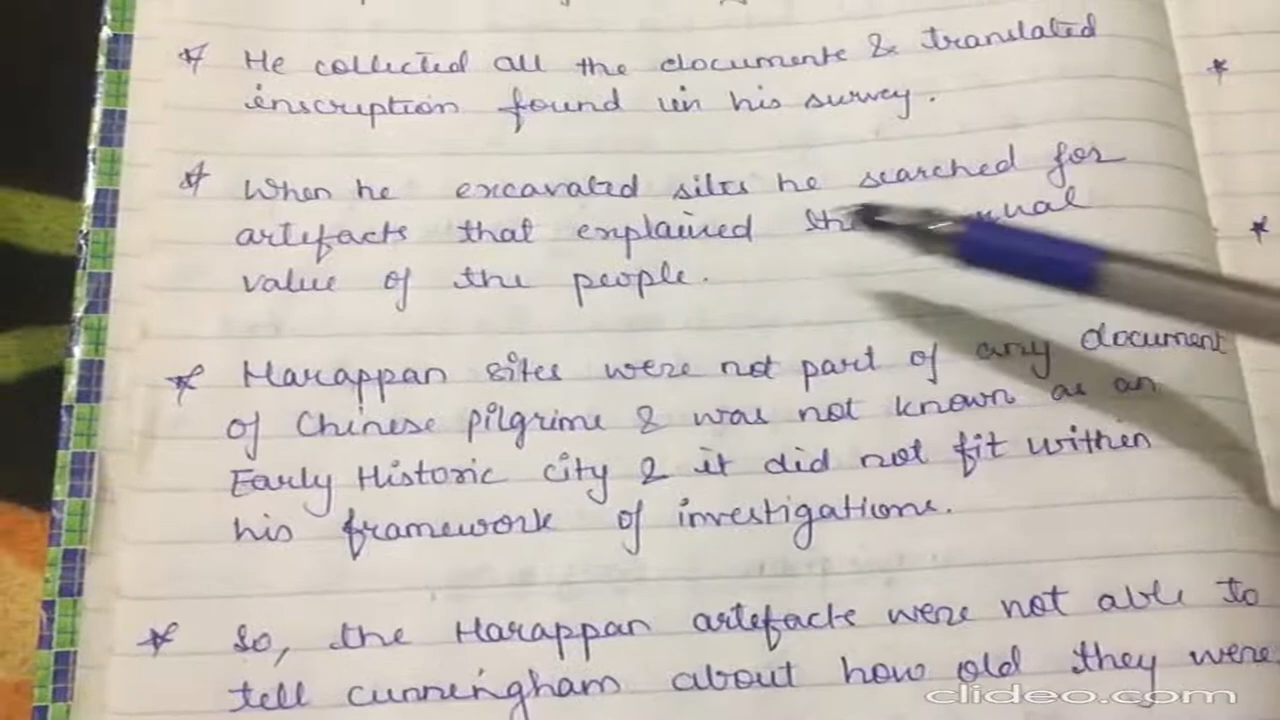 * He collected all the documents & translated
inscription found in his survey.
* When he excavated sites he searched for
artefacts that explained the
value of the people.
* Harappan sites were not part of any document
of Chinese pilgrims & was not known as an
Early Historic city & it did not fit within
his framework of investigations.
* So, the Harappan artefacts were not able to
tell cunningham about how old they were
clideo.com
*
*